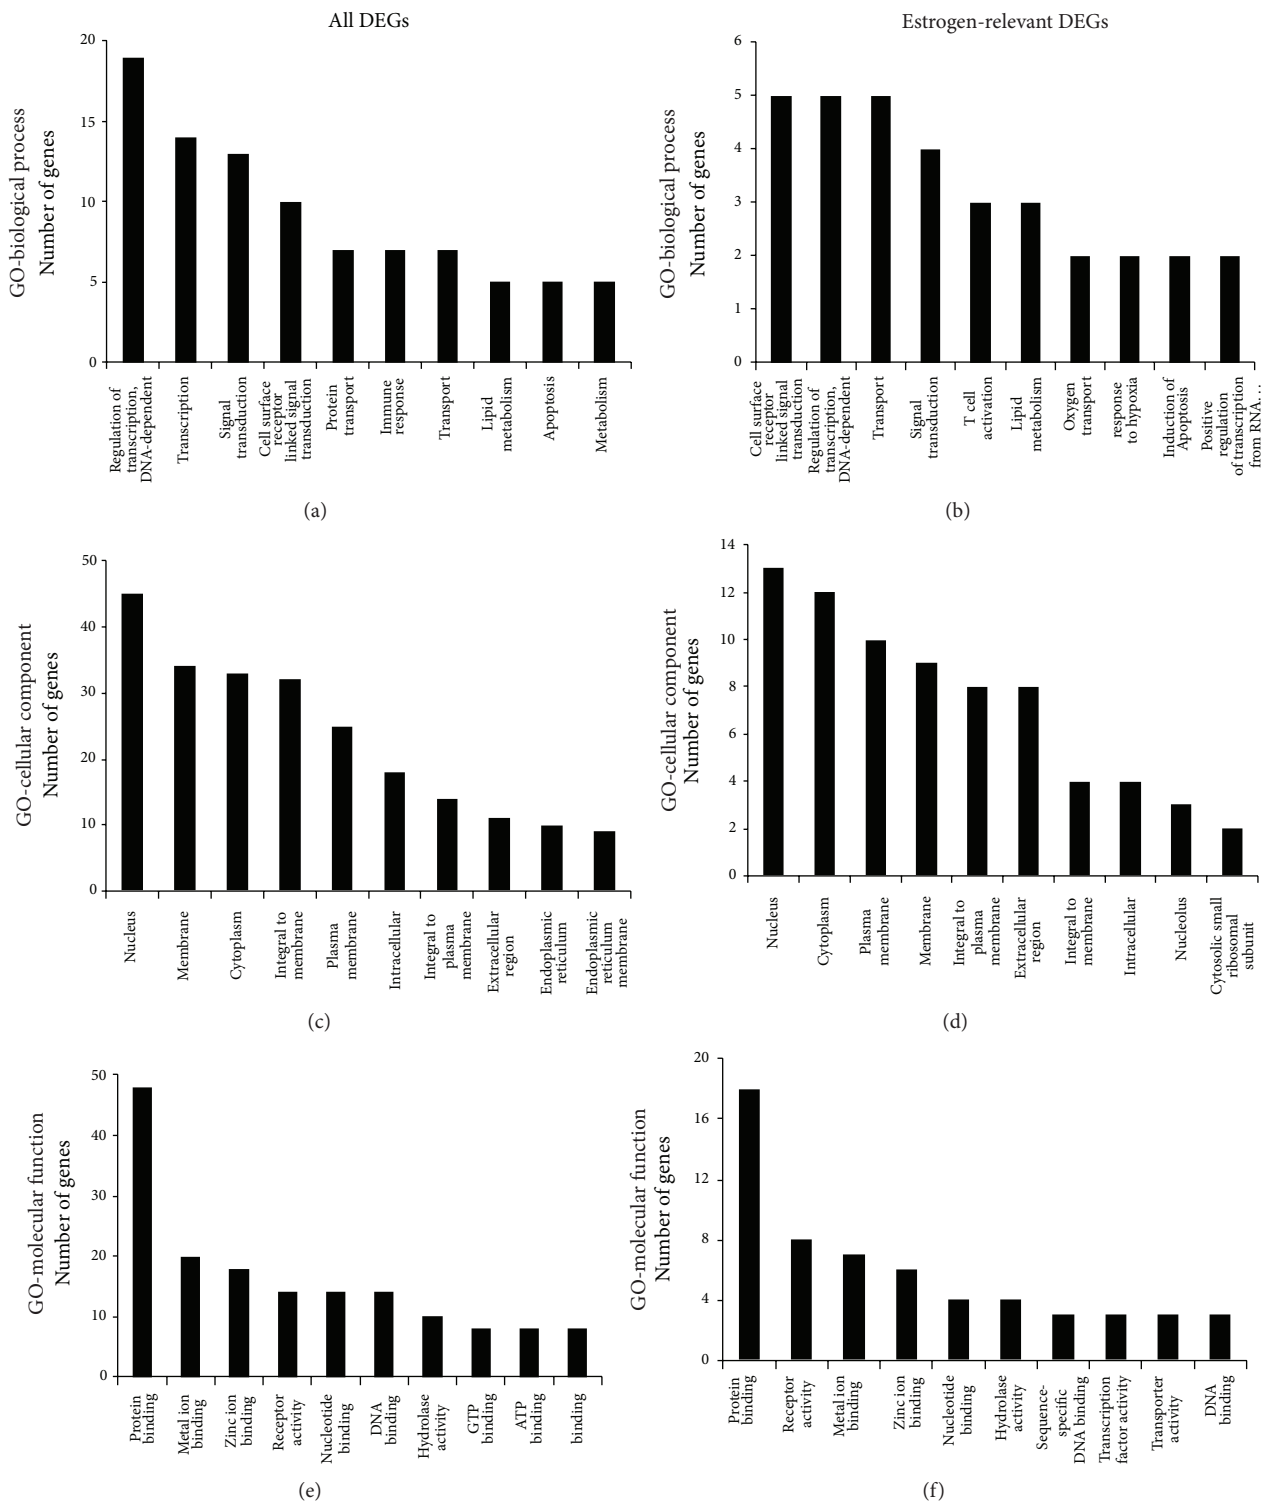 All DEGs
Estrogen-relevant DEGs
GO-biological process
Number of genes
20
15
10
5
0
Regulation of
transcription,
DNA-dependent
Transcription
Signal
transduction
Cell surface
receptor
linked signal
transduction
Protein
transport
Immune
response
Transport
Lipid
metabolism
Apoptosis
Metabolism
(a)
GO-biological process
Number of genes
6
5
4
3
2
1
0
Cell surface
receptor
linked signal
transduction
Regulation of
transcription,
DNA-dependent
Transport
Signal
transduction
T cell
activation
Lipid
metabolism
Oxygen
transport
response
to hypoxia
Induction of
Apoptosis
Positive
regulation
of transcription
from RNA…
(b)
GO-cellular component
Number of genes
50
40
30
20
10
0
Nucleus
Membrane
Cytoplasm
Integral to
membrane
Plasma
membrane
Intracellular
Integral to
plasma
membrane
Extracellular
region
Endoplasmic
reticulum
Endoplasmic
reticulum
membrane
(c)
GO-cellular component
Number of genes
14
12
10
8
6
4
2
0
Nucleus
Cytoplasm
Plasma
membrane
Membrane
Integral to
plasma
membrane
Extracellular
region
Integral to
membrane
Intracellular
Nucleolus
Cytosolic small
ribosomal
subunit
(d)
GO-molecular function
Number of genes
50
40
30
20
10
0
Protein
binding
Metal ion
binding
Zinc ion
binding
Receptor
activity
Nucleotide
binding
DNA
binding
Hydrolase
activity
GTP
binding
ATP
binding
binding
(e)
GO-molecular function
Number of genes
20
16
12
8
4
0
Protein
binding
Receptor
activity
Metal ion
binding
Zinc ion
binding
Nucleotide
binding
Hydrolase
activity
Sequence-
specific
DNA binding
Transcription
factor activity
Transporter
activity
DNA
binding
(f)